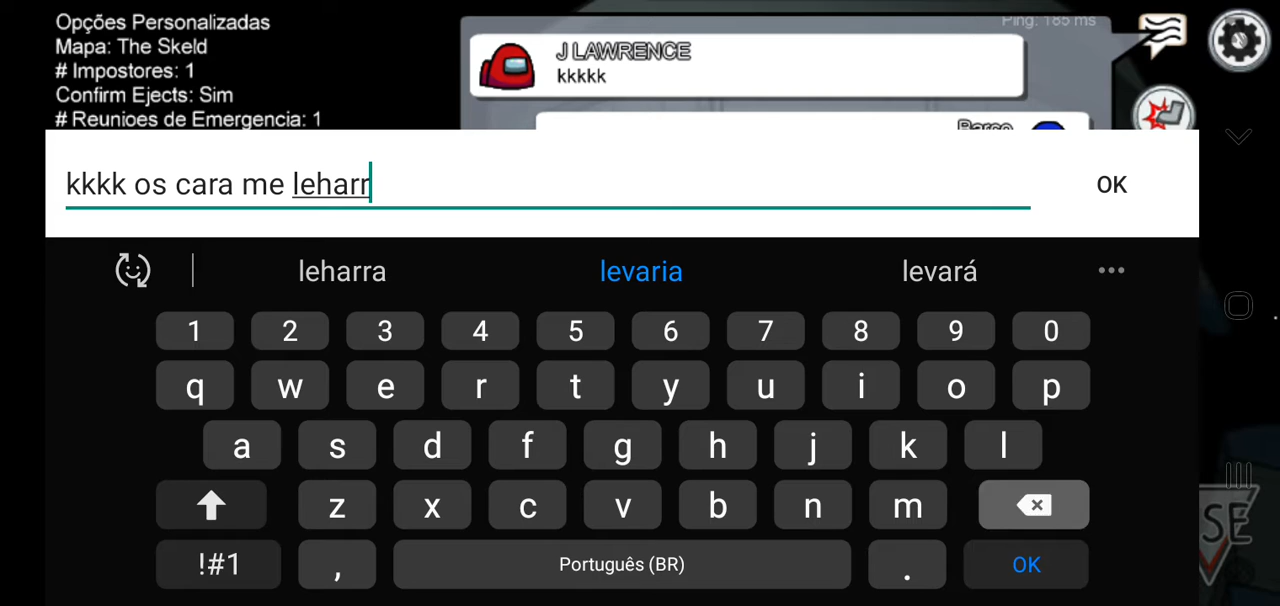 Opções Personalizadas
Mapa: The Skeld
# Impostores: 1
Confirm Ejects: Sim
# Reunioes de Emergencia: 1
Ping: 185 ms
J LAWRENCE
kkkkk
Barco
kkkk os cara me leharr
OK
leharra levaria levará
1 2 3 4 5 6 7 8 9 0
q w e r t y u i o p
a s d f g h j k l
z x c v b n m
!#1 , Português (BR) . OK
SE